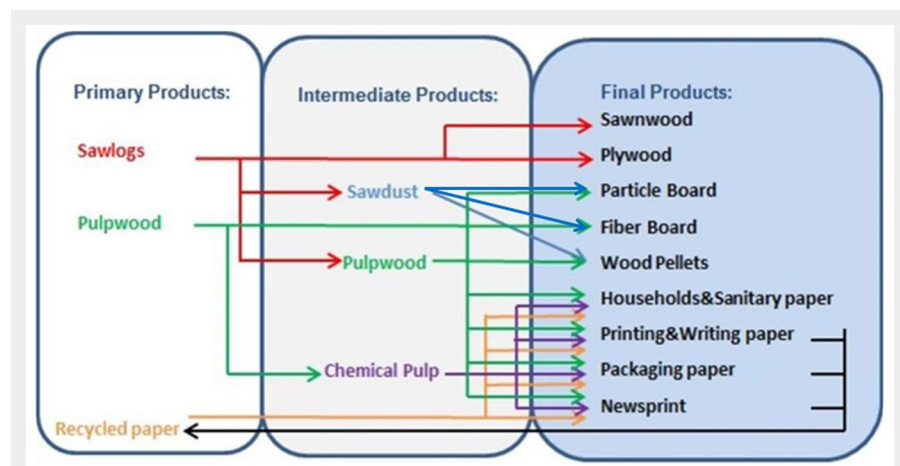 Primary Products:
Sawlogs
Pulpwood
Recycled paper
Intermediate Products:
Sawdust
Pulpwood
Chemical Pulp
Final Products:
Sawnwood
Plywood
Particle Board
Fiber Board
Wood Pellets
Households&Sanitary paper
Printing&Writing paper
Packaging paper
Newsprint